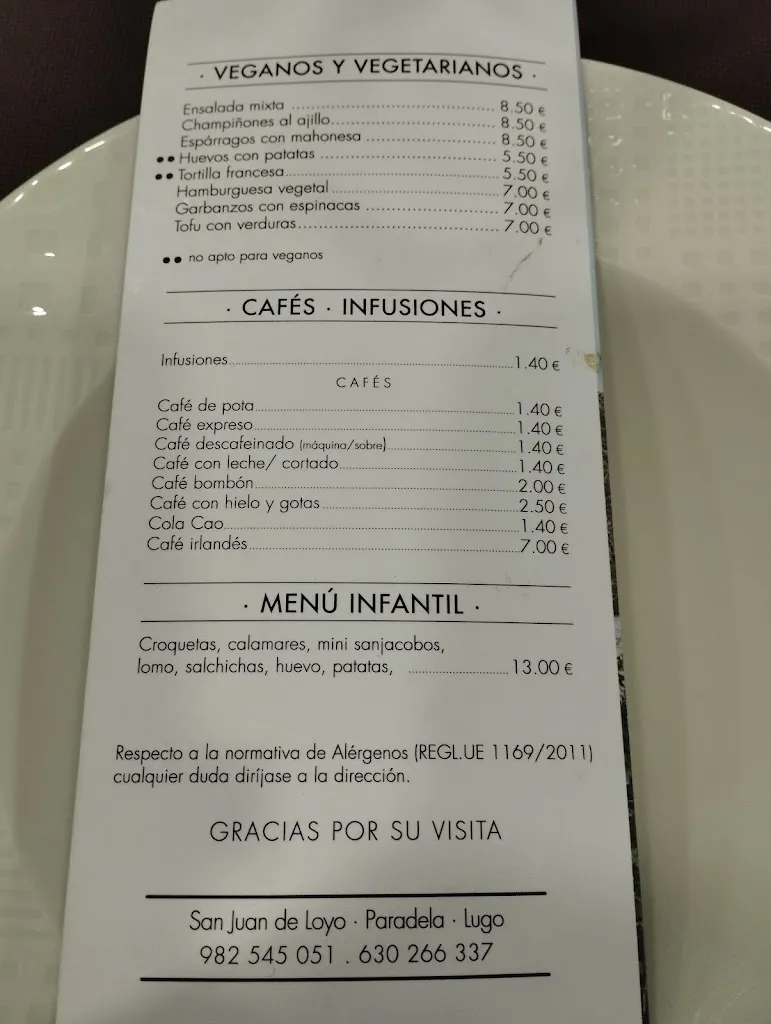 · VEGANOS Y VEGETARIANOS ·
Ensalada mixta ........ 8.50 €
Champiñones al ajillo ........ 8.50 €
Espárragos con mahonesa ........ 8.50 €
•• Huevos con patatas ........ 5.50 €
•• Tortilla francesa ........ 5.50 €
Hamburguesa vegetal ........ 7.00 €
Garbanzos con espinacas ........ 7.00 €
Tofu con verduras ........ 7.00 €
•• no apto para veganos
· CAFÉS · INFUSIONES ·
Infusiones ........ 1.40 €
CAFÉS
Café de pota ........ 1.40 €
Café expreso ........ 1.40 €
Café descafeinado (máquina/sobre) ........ 1.40 €
Café con leche/ cortado ........ 1.40 €
Café bombón ........ 2.00 €
Café con hielo y gotas ........ 2.50 €
Cola Cao ........ 1.40 €
Café irlandés ........ 7.00 €
· MENÚ INFANTIL ·
Croquetas, calamares, mini sanjacobos,
lomo, salchichas, huevo, patatas, ........ 13.00 €
Respecto a la normativa de Alérgenos (REGL.UE 1169/2011)
cualquier duda diríjase a la dirección.
GRACIAS POR SU VISITA
San Juan de Loyo · Paradela · Lugo
982 545 051 . 630 266 337